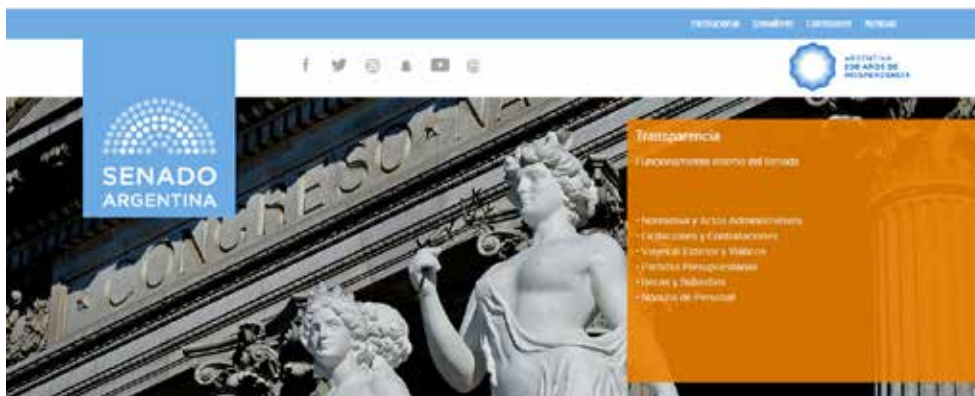 Institucional Senadores Comisiones Noticias
ARGENTINA
200 AÑOS DE
INDEPENDENCIA
SENADO
ARGENTINA
CONGRESO NA
Transparencia
Funcionamiento interno del Senado
• Normativa y Actos Administrativos
• Licitaciones y Contrataciones
• Viajes al Exterior y Viáticos
• Partidas Presupuestarias
• Becas y Subsidios
• Nómina de Personal